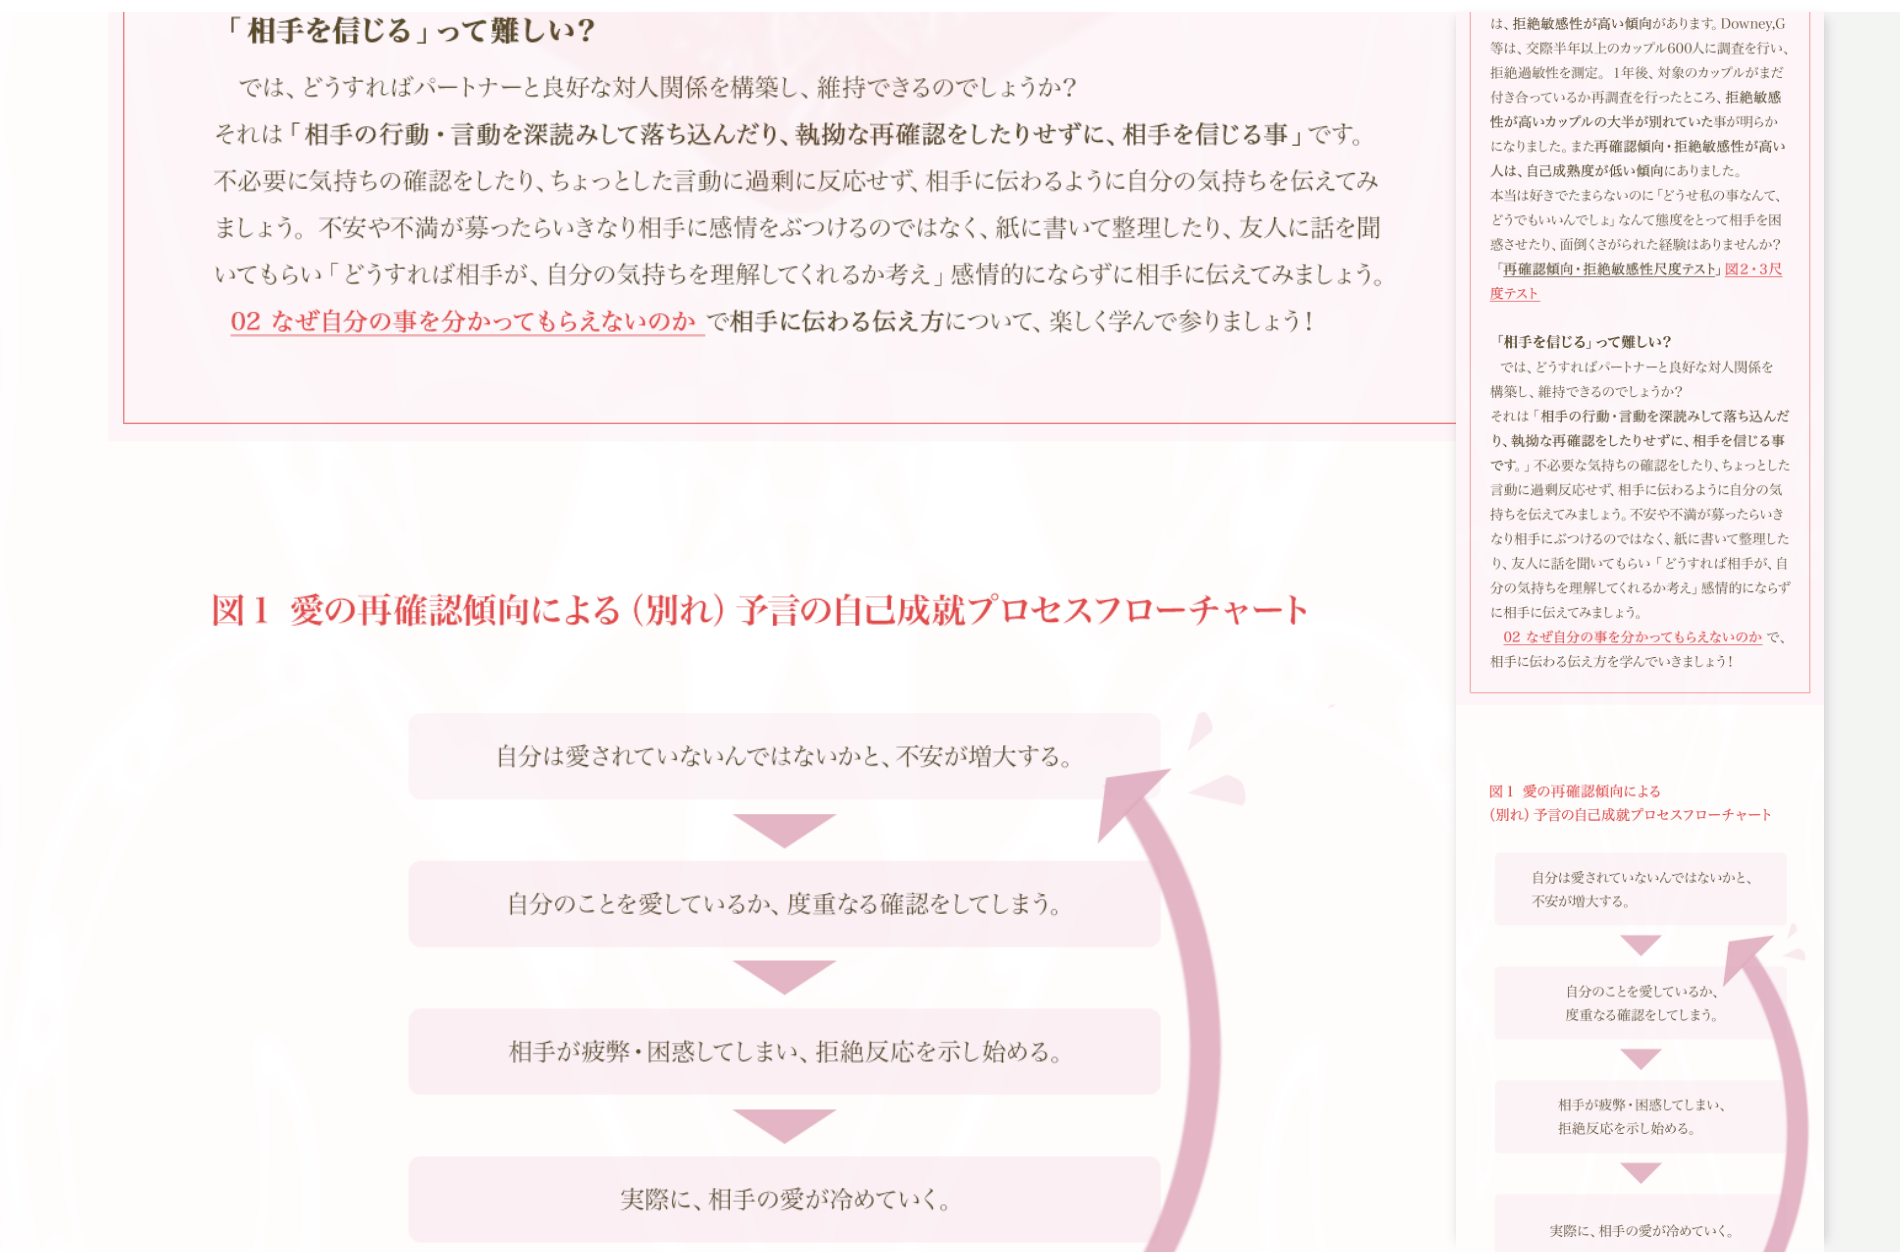 「相手を信じる」って難しい?
では、どうすればパートナーと良好な対人関係を構築し、維持できるのでしょうか?
それは「相手の行動・言動を深読みして落ち込んだり、執拗な再確認をしたりせずに、相手を信じる事」です。
不必要に気持ちの確認をしたり、ちょっとした言動に過剰に反応せず、相手に伝わるように自分の気持ちを伝えてみ
ましょう。不安や不満が募ったらいきなり相手に感情をぶつけるのではなく、紙に書いて整理したり、友人に話を聞
いてもらい「どうすれば相手が、自分の気持ちを理解してくれるか考え」感情的にならずに相手に伝えてみましょう。
02 なぜ自分の事を分かってもらえないのか で相手に伝わる伝え方について、楽しく学んで参りましょう!
図1 愛の再確認傾向による(別れ)予言の自己成就プロセスフローチャート
自分は愛されていないんではないかと、不安が増大する。
自分のことを愛しているか、度重なる確認をしてしまう。
相手が疲弊・困惑してしまい、拒絶反応を示し始める。
実際に、相手の愛が冷めていく。
は、拒絶敏感性が高い傾向があります。Downey,G
等は、交際半年以上のカップル600人に調査を行い、
拒絶過敏性を測定。1年後、対象のカップルがまだ
付き合っているか再調査を行ったところ、拒絶敏感
性が高いカップルの大半が別れていた事が明らか
になりました。また再確認傾向・拒絶敏感性が高い
人は、自己成熟度が低い傾向にありました。
本当は好きでたまらないのに「どうせ私の事なんて、
どうでもいいんでしょ」なんて態度をとって相手を困
惑させたり、面倒くさがられた経験はありませんか?
「再確認傾向・拒絶敏感性尺度テスト」図2・3尺
度テスト
「相手を信じる」って難しい?
では、どうすればパートナーと良好な対人関係を
構築し、維持できるのでしょうか?
それは「相手の行動・言動を深読みして落ち込んだ
り、執拗な再確認をしたりせずに、相手を信じる事
です。」不必要な気持ちの確認をしたり、ちょっとした
言動に過剰反応せず、相手に伝わるように自分の気
持ちを伝えてみましょう。不安や不満が募ったらいき
なり相手にぶつけるのではなく、紙に書いて整理した
り、友人に話を聞いてもらい「どうすれば相手が、自
分の気持ちを理解してくれるか考え」感情的にならず
に相手に伝えてみましょう。
02 なぜ自分の事を分かってもらえないのか で、
相手に伝わる伝え方を学んでいきましょう!
図1 愛の再確認傾向による
(別れ)予言の自己成就プロセスフローチャート
自分は愛されていないんではないかと、
不安が増大する。
自分のことを愛しているか、
度重なる確認をしてしまう。
相手が疲弊・困惑してしまい、
拒絶反応を示し始める。
実際に、相手の愛が冷めていく。